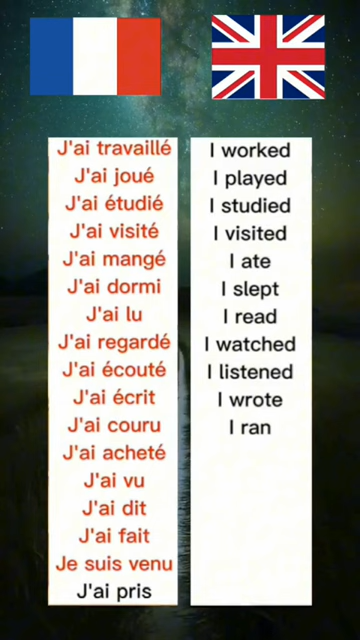 J'ai travaillé
J'ai joué
J'ai étudié
J'ai visité
J'ai mangé
J'ai dormi
J'ai lu
J'ai regardé
J'ai écouté
J'ai écrit
J'ai couru
J'ai acheté
J'ai vu
J'ai dit
J'ai fait
Je suis venu
J'ai pris
I worked
I played
I studied
I visited
I ate
I slept
I read
I watched
I listened
I wrote
I ran